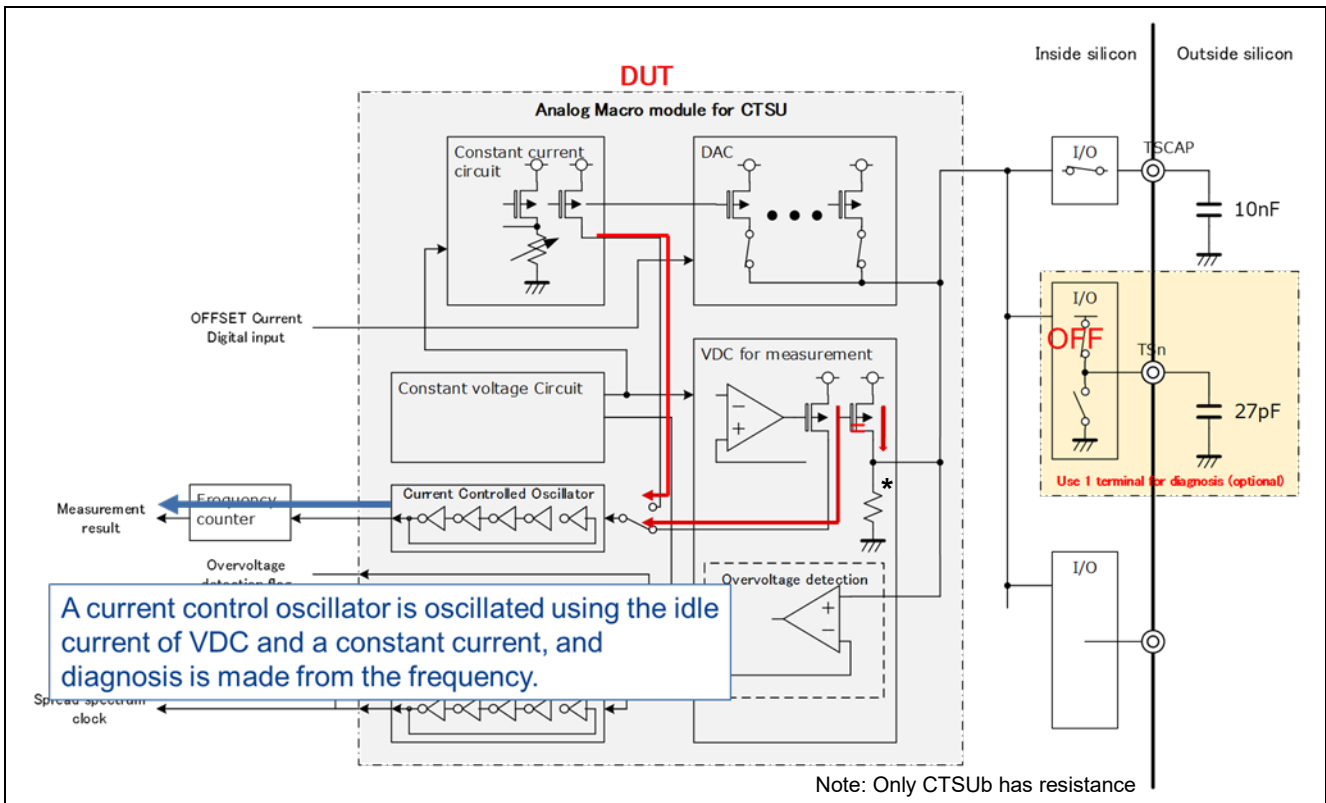 Inside silicon
Outside silicon
DUT
Analog Macro module for CTSU
Constant current
circuit
DAC
I/O
TSCAP
10nF
OFFSET Current
Digital input
I/O
OFF
TSn
27pF
Use 1 terminal for diagnosis (optional)
Constant voltage Circuit
VDC for measurement
*
Measurement
result
Frequency
counter
Current Controlled Oscillator
Overvoltage
Overvoltage detection
I/O
A current control oscillator is oscillated using the idle
current of VDC and a constant current, and
diagnosis is made from the frequency.
Spread spectrum
clock
Note: Only CTSUb has resistance